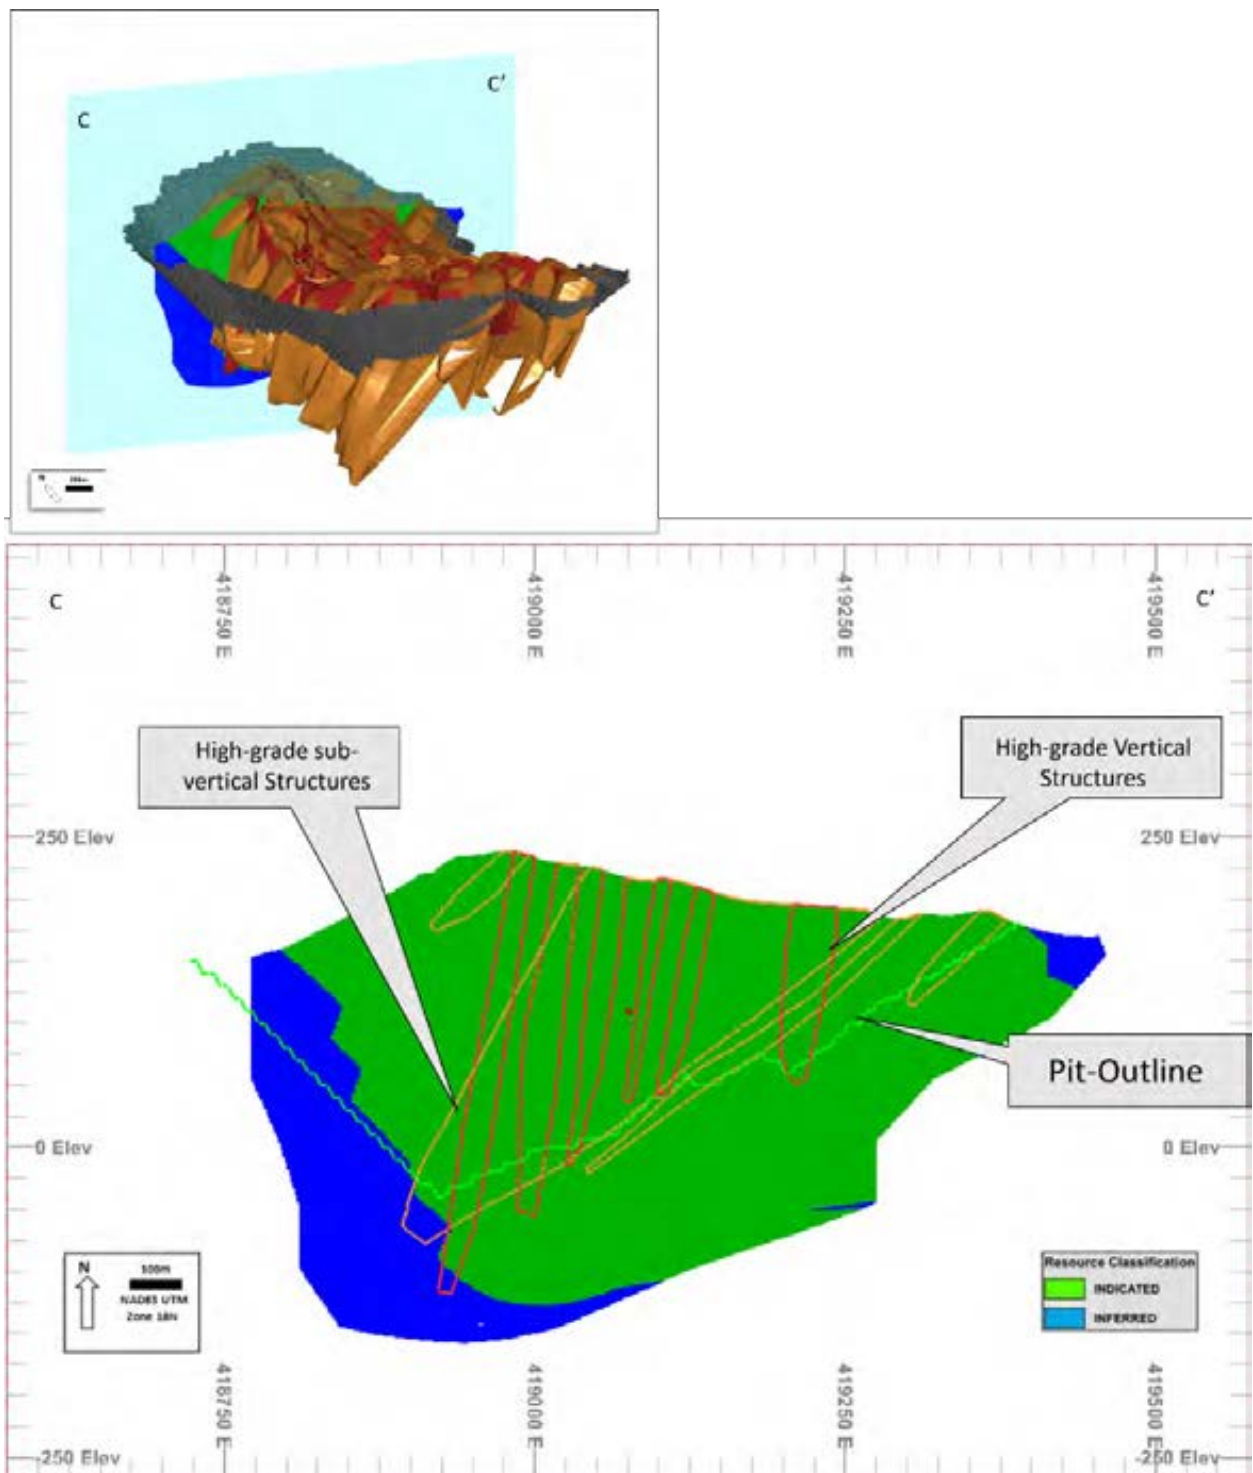 C
C'
N
C
C'
418750 E
419000 E
419250 E
419500 E
High-grade sub-
vertical Structures
High-grade Vertical
Structures
250 Elev
250 Elev
Pit-Outline
0 Elev
0 Elev
N
100m
NAD83 UTM
Zone 18N
Resource Classification
INDICATED
INFERRED
418750 E
419000 E
419250 E
419500 E
-250 Elev
-250 Elev